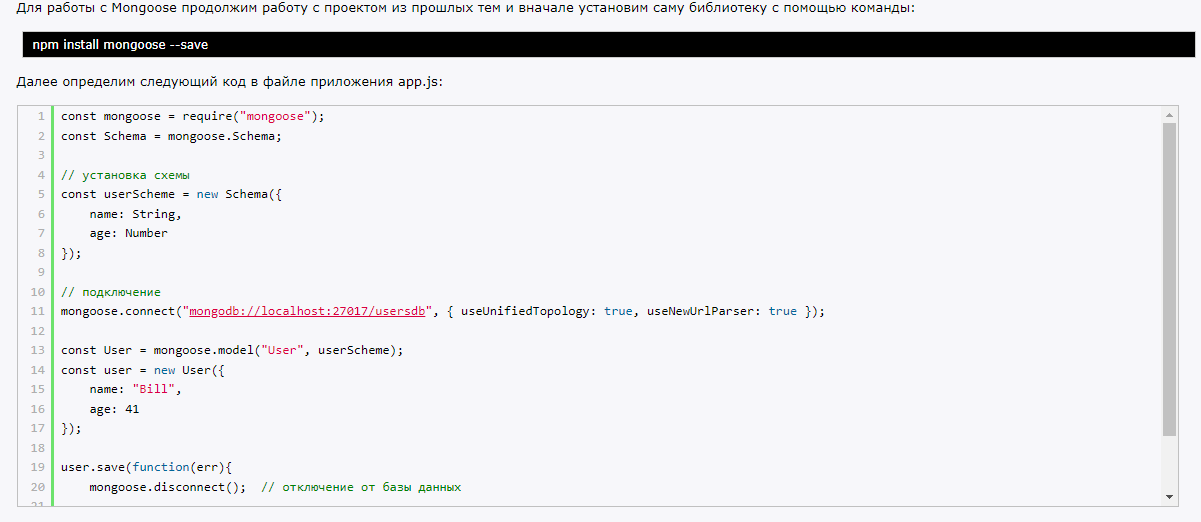 Для работы с Mongoose продолжим работу с проектом из прошлых тем и вначале установим саму библиотеку с помощью команды:
npm install mongoose --save
Далее определим следующий код в файле приложения app.js:
1 const mongoose = require("mongoose");
2 const Schema = mongoose.Schema;
3
4 // установка схемы
5 const userScheme = new Schema({
6     name: String,
7     age: Number
8 });
9
10 // подключение
11 mongoose.connect("mongodb://localhost:27017/usersdb", { useUnifiedTopology: true, useNewUrlParser: true });
12
13 const User = mongoose.model("User", userScheme);
14 const user = new User({
15     name: "Bill",
16     age: 41
17 });
18
19 user.save(function(err){
20     mongoose.disconnect();  // отключение от базы данных
21